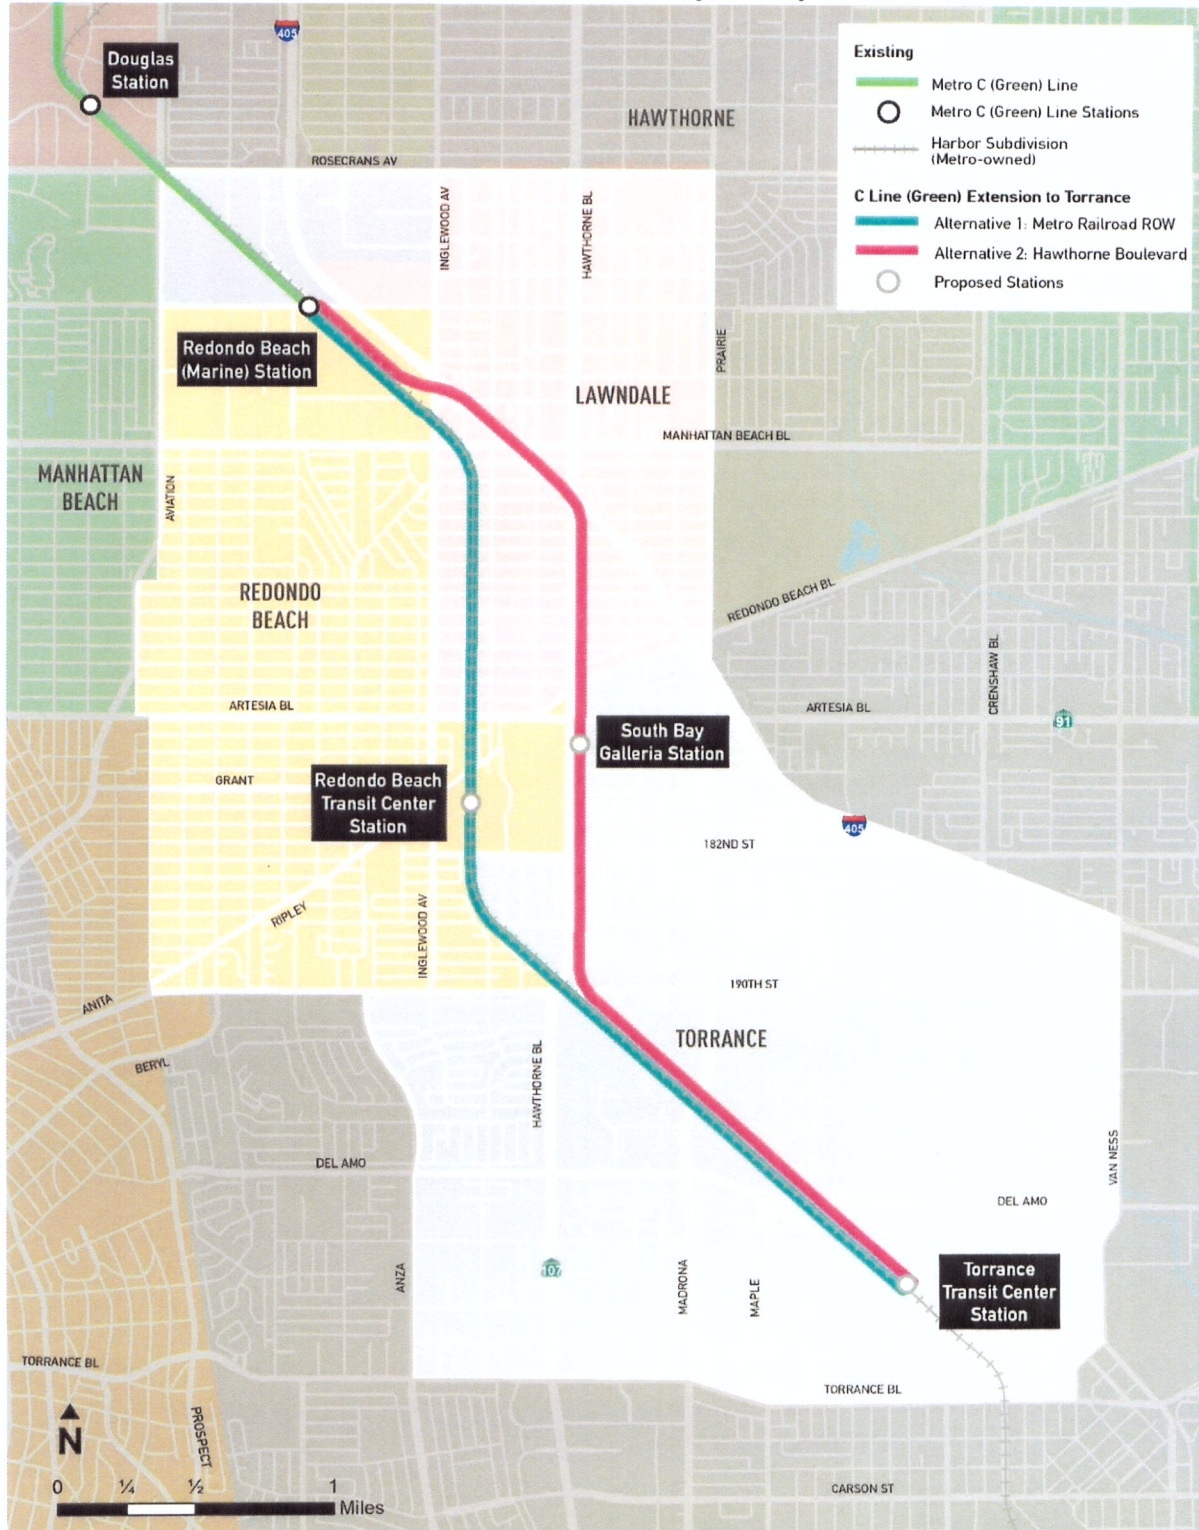 Douglas
Station
405
HAWTHORNE
ROSECRANS AV
Existing
Metro C (Green) Line
Metro C (Green) Line Stations
Harbor Subdivision
(Metro-owned)
C Line (Green) Extension to Torrance
Alternative 1: Metro Railroad ROW
Alternative 2: Hawthorne Boulevard
Proposed Stations
INGLEWOOD AV
HAWTHORNE BL
PRAIRIE
Redondo Beach
(Marine) Station
LAWNDALE
MANHATTAN BEACH BL
MANHATTAN
BEACH
AVIATION
REDONDO
BEACH
REDONDO BEACH BL
CRENSHAW BL
ARTESIA BL
ARTESIA BL
91
South Bay
Galleria Station
GRANT
Redondo Beach
Transit Center
Station
405
182ND ST
RIPLEY
INGLEWOOD AV
190TH ST
ANITA
TORRANCE
BERYL
HAWTHORNE BL
DEL AMO
VAN NESS
DEL AMO
ANZA
107
MADRONA
MAPLE
Torrance
Transit Center
Station
TORRANCE BL
TORRANCE BL
PROSPECT
N
0 ¼ ½ 1
Miles
CARSON ST